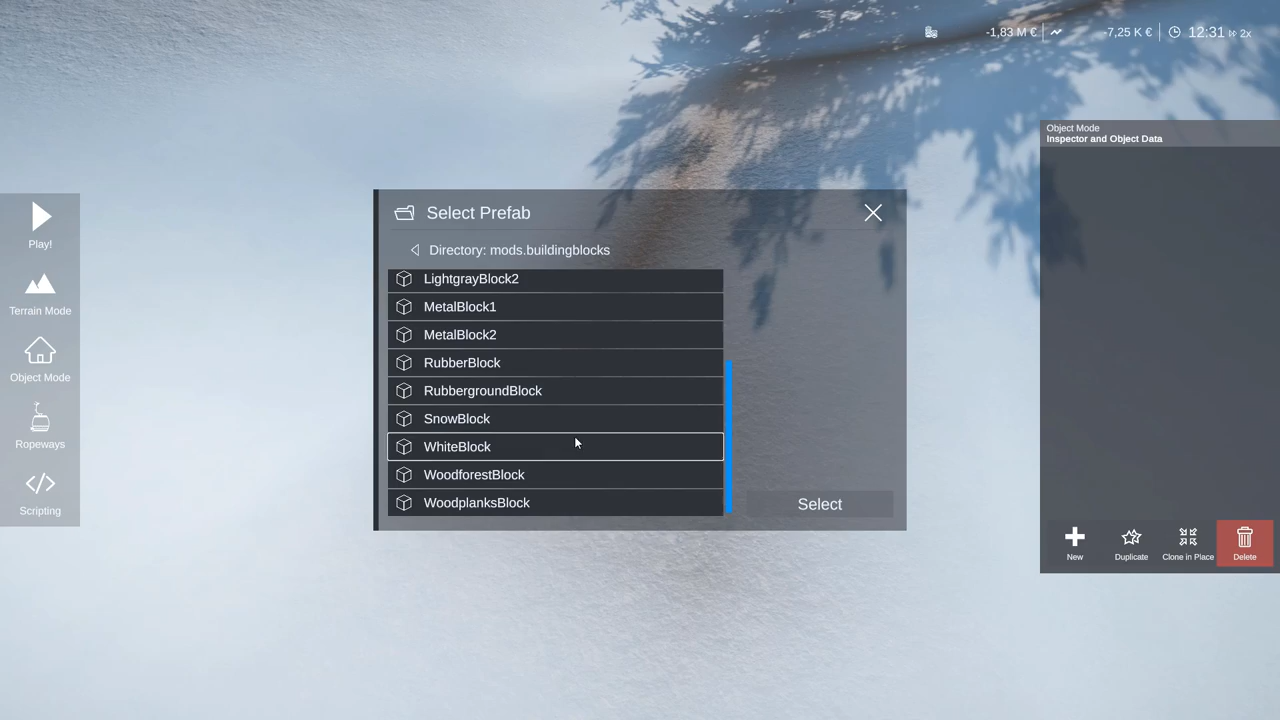 -1,83 M €
-7,25 K €
12:31 2x
Object Mode
Inspector and Object Data
Play!
Terrain Mode
Object Mode
Ropeways
Scripting
Select Prefab
Directory: mods.buildingblocks
LightgrayBlock2
MetalBlock1
MetalBlock2
RubberBlock
RubbergroundBlock
SnowBlock
WhiteBlock
WoodforestBlock
WoodplanksBlock
Select
New
Duplicate
Clone in Place
Delete